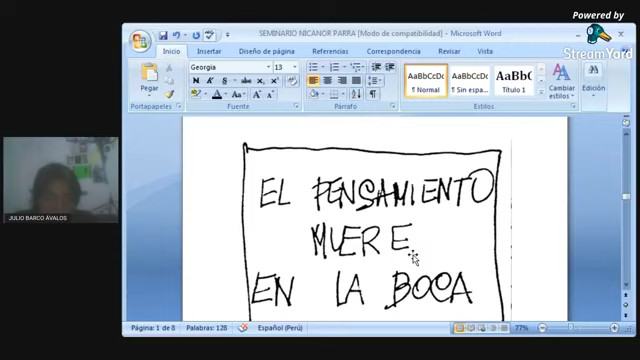 Powered by
StreamYard
SEMINARIO NICANOR PARRA [Modo de compatibilidad] - Microsoft Word
Inicio Insertar Diseño de página Referencias Correspondencia Revisar Vista
Georgia 13
Pegar
AaBbCcDc AaBbCcDc AaBbC
¶ Normal ¶ Sin espa... Título 1
Cambiar estilos
Edición
Portapapeles Fuente Párrafo Estilos
EL PENSAMIENTO
MUERE
EN LA BOCA
JULIO BARCO ÁVALOS
Página: 1 de 8 Palabras: 128 Español (Perú) 77%